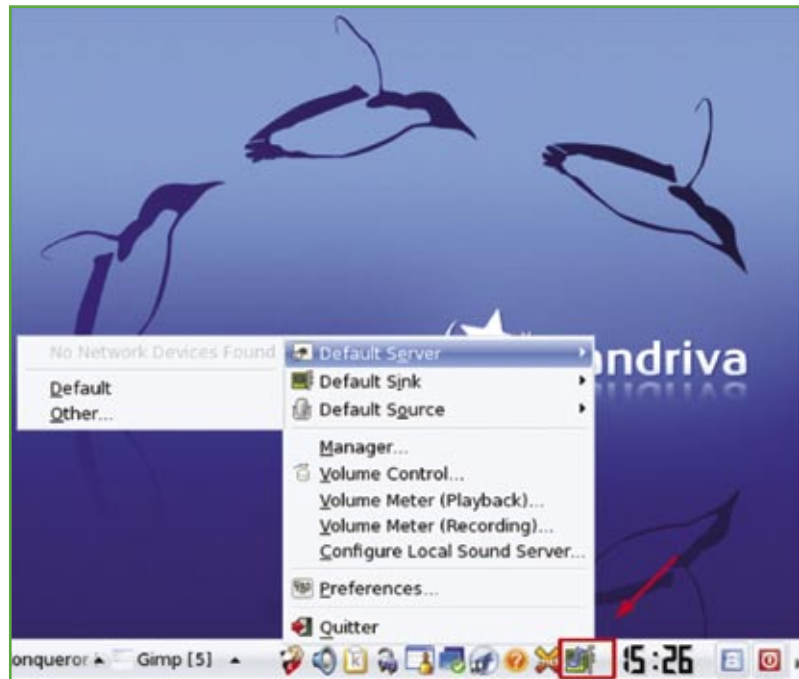 No Network Devices Found
Default
Other...
Default Server
Default Sink
Default Source
Manager...
Volume Control...
Volume Meter (Playback)...
Volume Meter (Recording)...
Configure Local Sound Server...
Preferences...
Quitter
andriva
onqueror
Gimp [5]
15:26